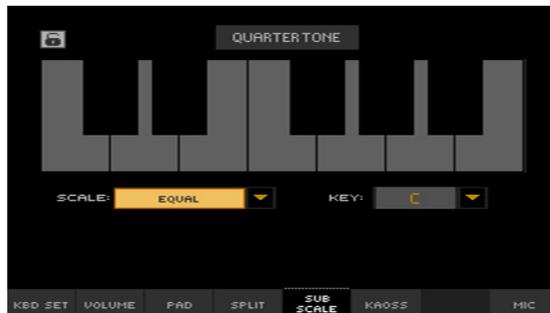 QUARTERTONE
SCALE: EQUAL KEY: C
KBD SET VOLUME PAD SPLIT SUB SCALE KAOSS MIC